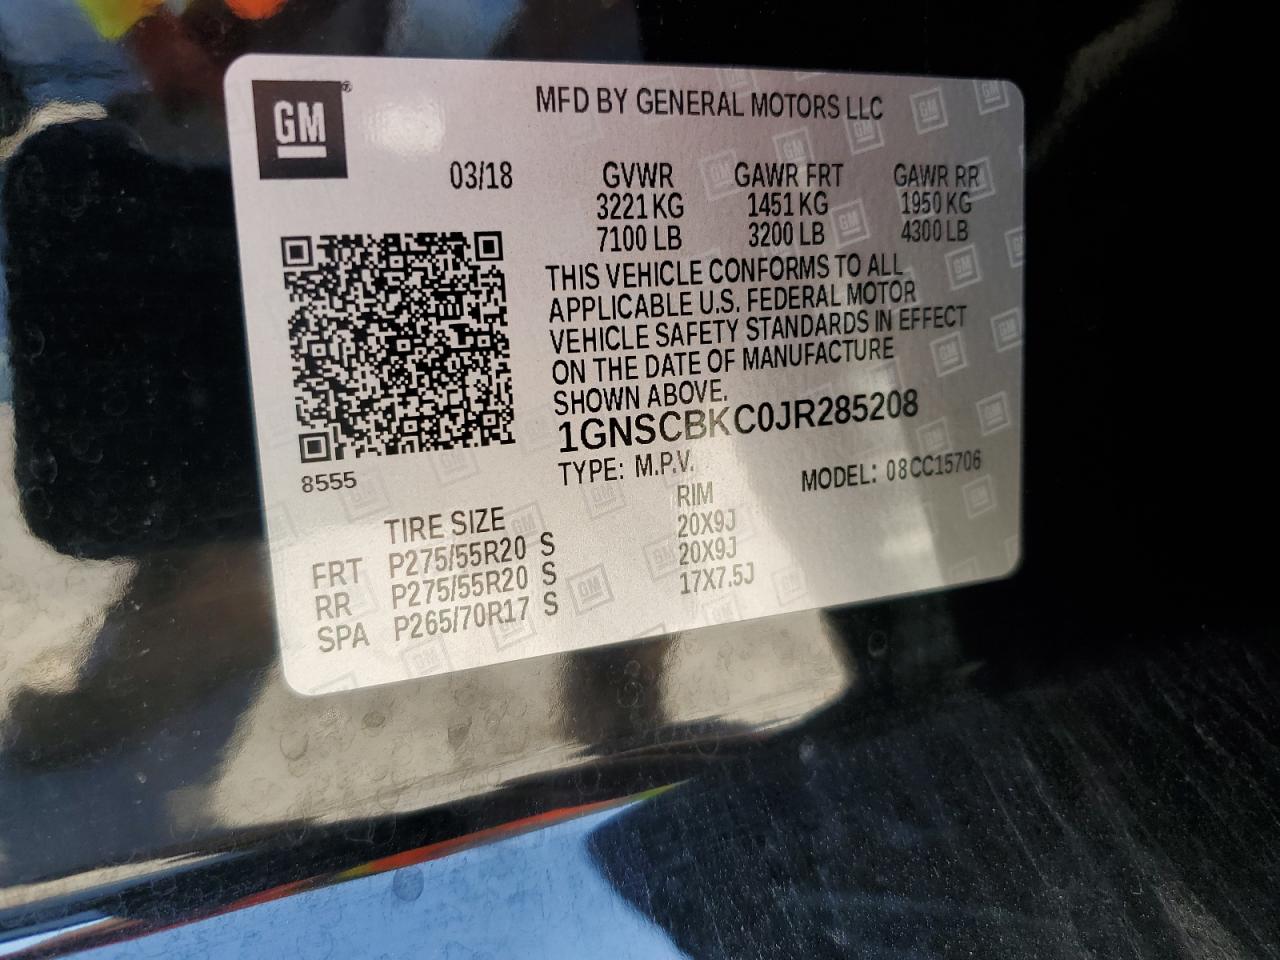 GM®
MFD BY GENERAL MOTORS LLC
03/18 GVWR GAWR FRT GAWR RR
3221 KG 1451 KG 1950 KG
7100 LB 3200 LB 4300 LB
THIS VEHICLE CONFORMS TO ALL
APPLICABLE U.S. FEDERAL MOTOR
VEHICLE SAFETY STANDARDS IN EFFECT
ON THE DATE OF MANUFACTURE
SHOWN ABOVE.
1GNSCBKC0JR285208
8555
TYPE: M.P.V. MODEL: 08CC15706
TIRE SIZE RIM
FRT P275/55R20 S 20X9J
RR P275/55R20 S 20X9J
SPA P265/70R17 S 17X7.5J